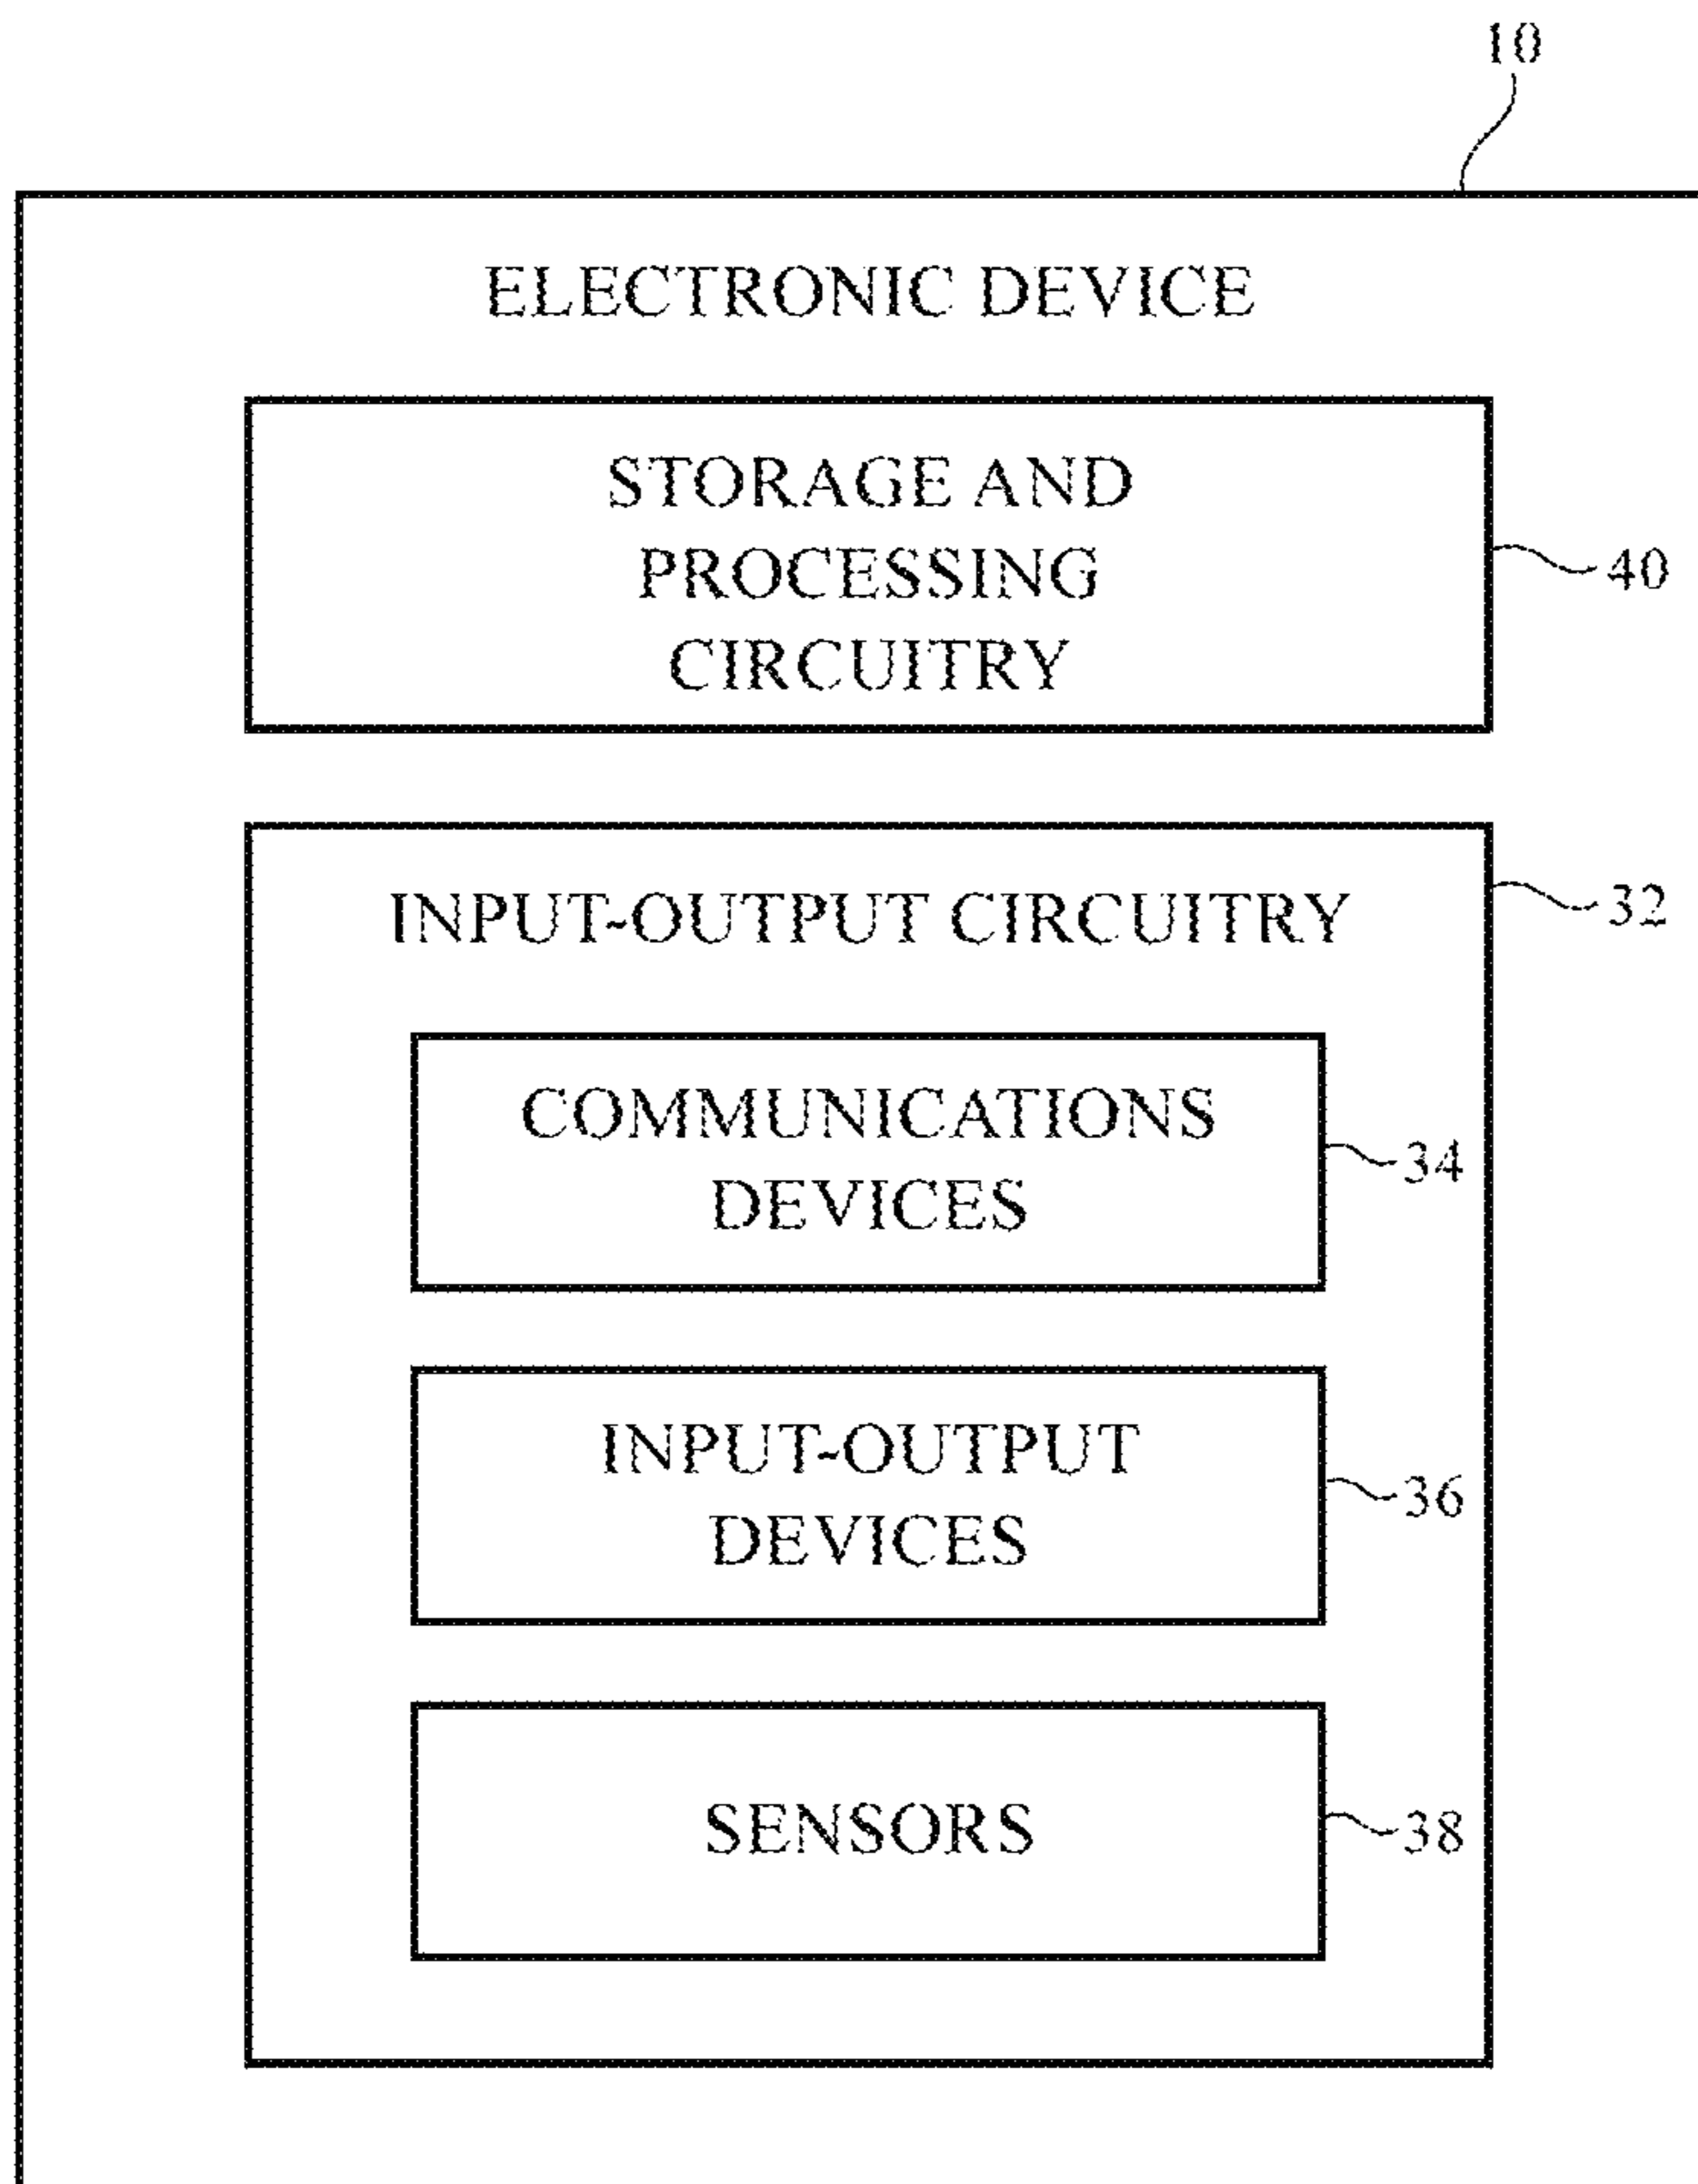 10
ELECTRONIC DEVICE
STORAGE AND
PROCESSING
CIRCUITRY
40
INPUT-OUTPUT CIRCUITRY
32
COMMUNICATIONS
DEVICES
34
INPUT-OUTPUT
DEVICES
36
SENSORS
38